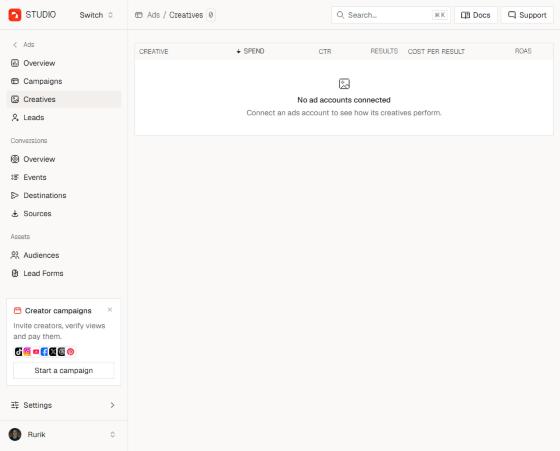 STUDIO
Switch
Ads / Creatives 0
Search...
⌘ K
Docs
Support
Ads
Overview
Campaigns
Creatives
Leads
Conversions
Overview
Events
Destinations
Sources
Assets
Audiences
Lead Forms
Creator campaigns
Invite creators, verify views
and pay them.
Start a campaign
Settings
Rurik
CREATIVE SPEND CTR RESULTS COST PER RESULT ROAS
No ad accounts connected
Connect an ads account to see how its creatives perform.